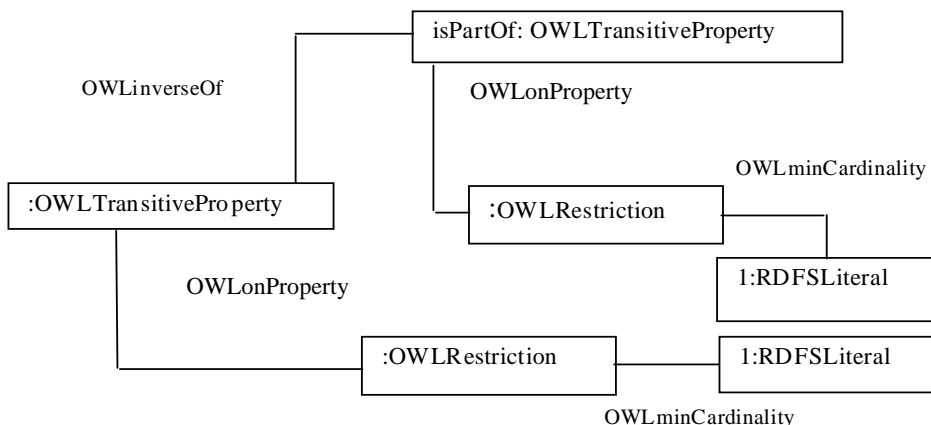 isPartOf: OWLTransitiveProperty
OWLinverseOf
OWLonProperty
OWLminCardinality
:OWLTransitiveProperty
:OWLRestriction
1:RDFSLiteral
OWLonProperty
:OWLRestriction
1:RDFSLiteral
OWLminCardinality